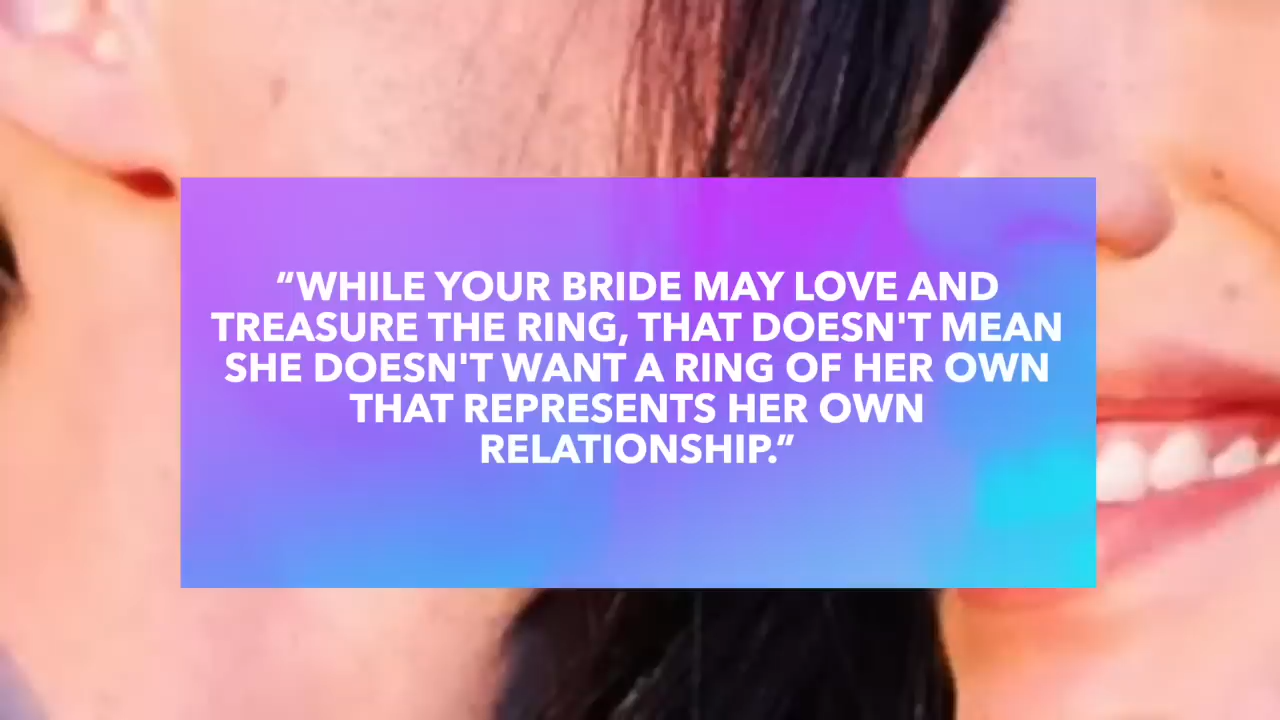 “WHILE YOUR BRIDE MAY LOVE AND
TREASURE THE RING, THAT DOESN'T MEAN
SHE DOESN'T WANT A RING OF HER OWN
THAT REPRESENTS HER OWN
RELATIONSHIP.”